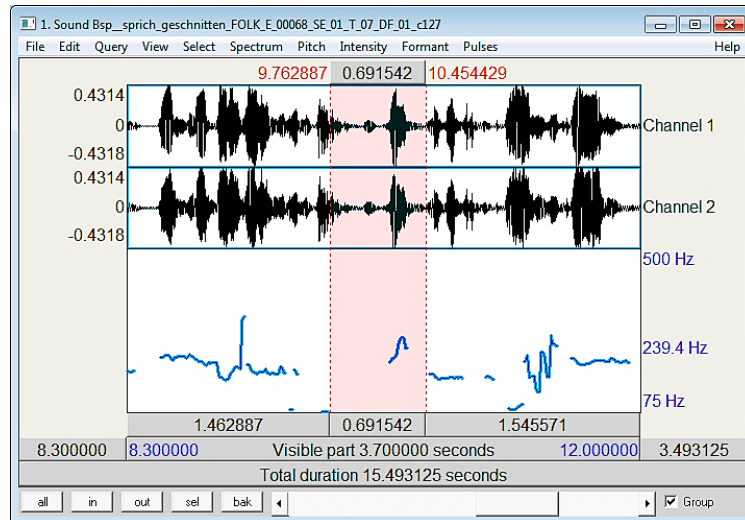 1. Sound Bsp__sprich_geschnitten_FOLK_E_00068_SE_01_T_07_DF_01_c127
File Edit Query View Select Spectrum Pitch Intensity Formant Pulses Help
9.762887 0.691542 10.454429
0.4314
0 Channel 1
-0.4318
0.4314
0 Channel 2
-0.4318
500 Hz
239.4 Hz
75 Hz
1.462887 0.691542 1.545571
8.300000 8.300000 Visible part 3.700000 seconds 12.000000 3.493125
Total duration 15.493125 seconds
all in out sel bak Group